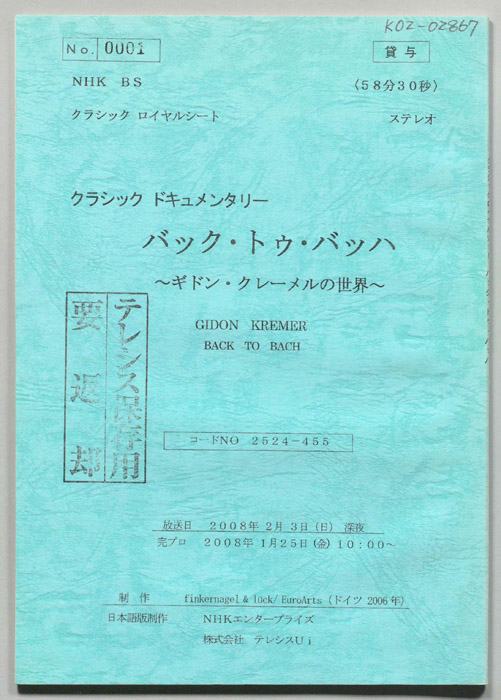 K02-02867
No. 0001
貸与
NHK BS
〈58分30秒〉
クラシック ロイヤルシート
ステレオ
クラシック ドキュメンタリー
バック・トゥ・バッハ
～ギドン・クレーメルの世界～
GIDON KREMER
BACK TO BACH
テレシス保存用
要返却
コードNO 2524-455
放送日 2008年 2月 3日(日) 深夜
完プロ 2008年 1月25日(金) 10:00～
制作 finkernagel & lück/EuroArts (ドイツ 2006年)
日本語版制作 NHKエンタープライズ
株式会社 テレシスUi